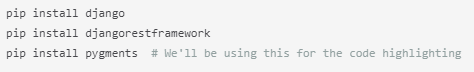 pip install django
pip install djangorestframework
pip install pygments  # We'll be using this for the code highlighting